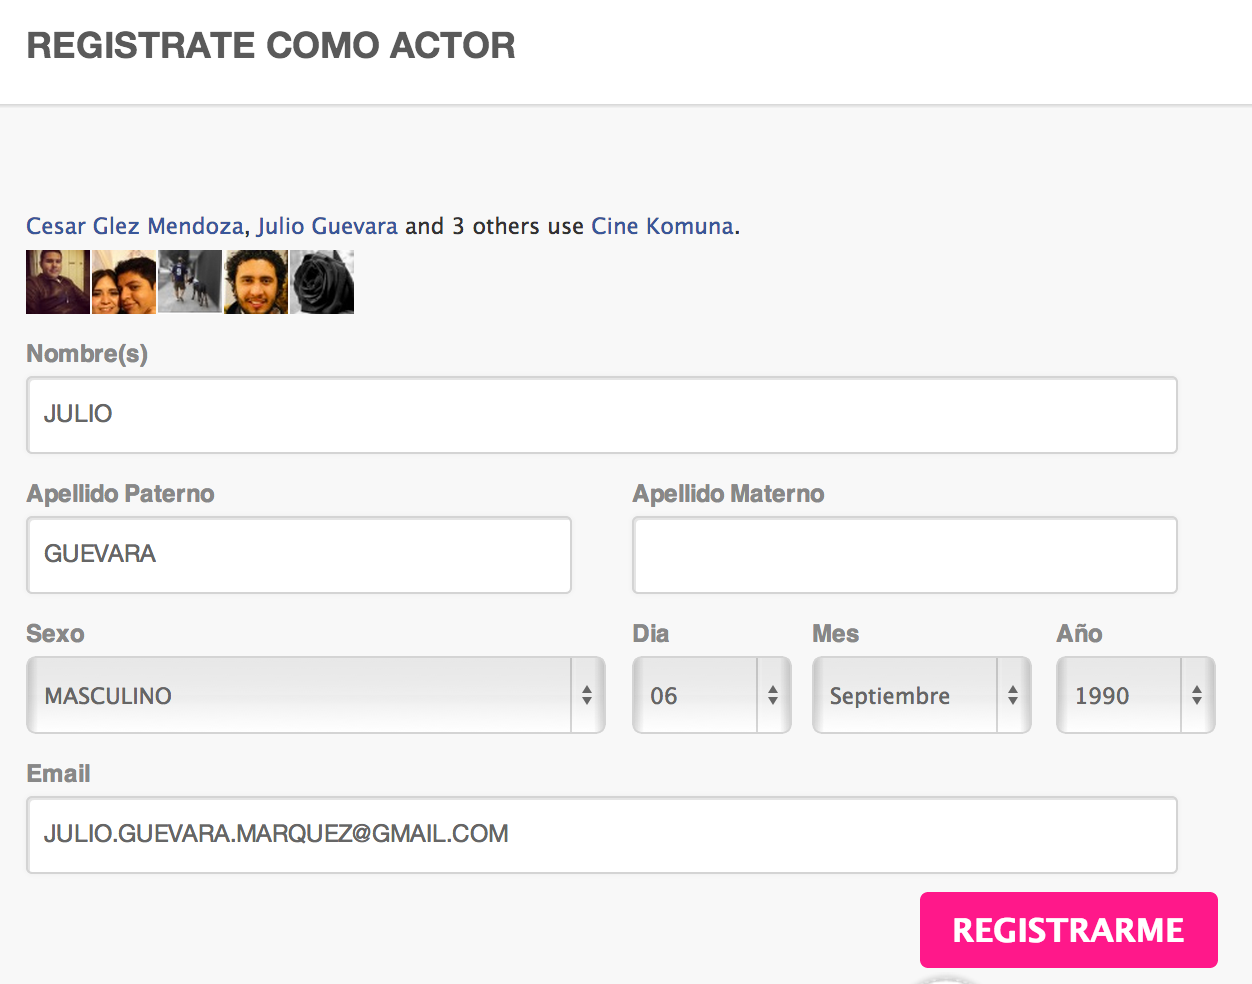 REGISTRATE COMO ACTOR
Cesar Glez Mendoza, Julio Guevara and 3 others use Cine Komuna.
Nombre(s)
JULIO
Apellido Paterno Apellido Materno
GUEVARA
Sexo Dia Mes Año
MASCULINO 06 Septiembre 1990
Email
JULIO.GUEVARA.MARQUEZ@GMAIL.COM
REGISTRARME